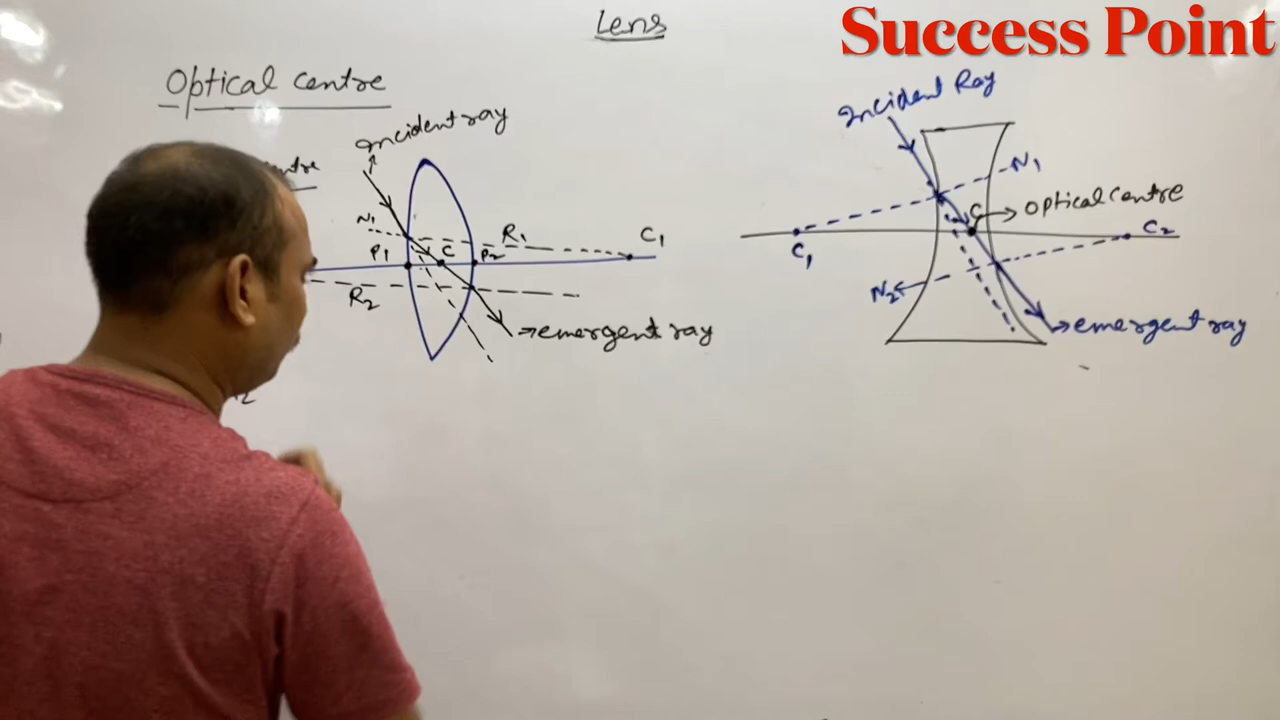 Lens
Success Point
Optical centre
Incident ray
N1
P1
C
P2
R1
C1
R2
emergent ray
Incident Ray
N1
C
Optical centre
C1
C2
N2
emergent ray